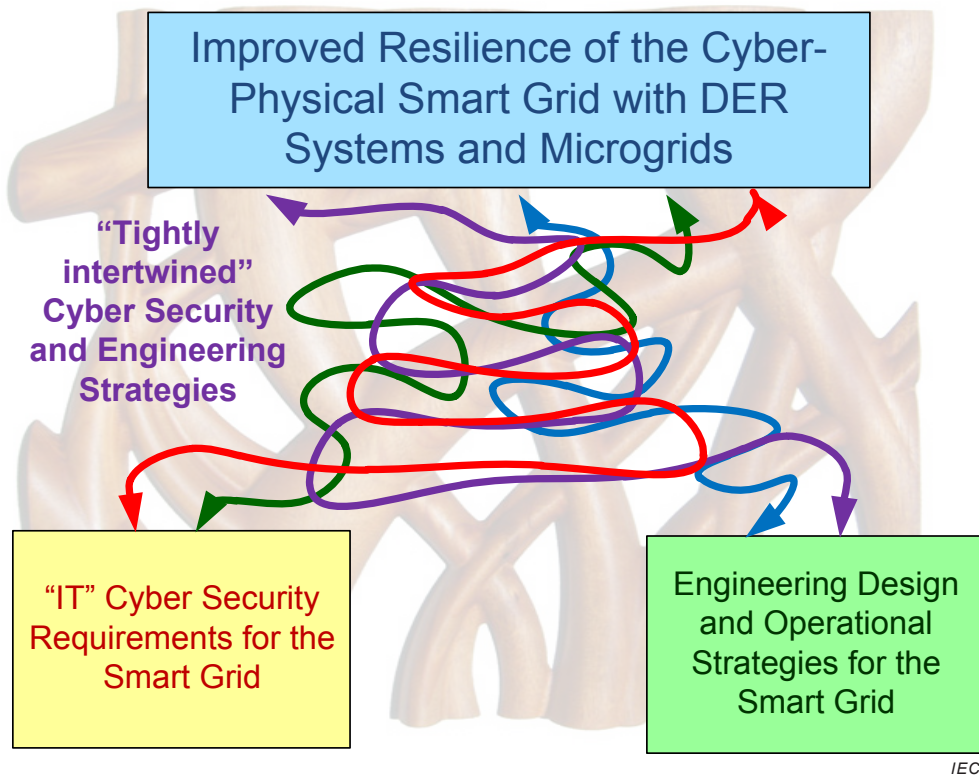 Improved Resilience of the Cyber-
Physical Smart Grid with DER
Systems and Microgrids
“Tightly
intertwined”
Cyber Security
and Engineering
Strategies
“IT” Cyber Security
Requirements for the
Smart Grid
Engineering Design
and Operational
Strategies for the
Smart Grid
IEC